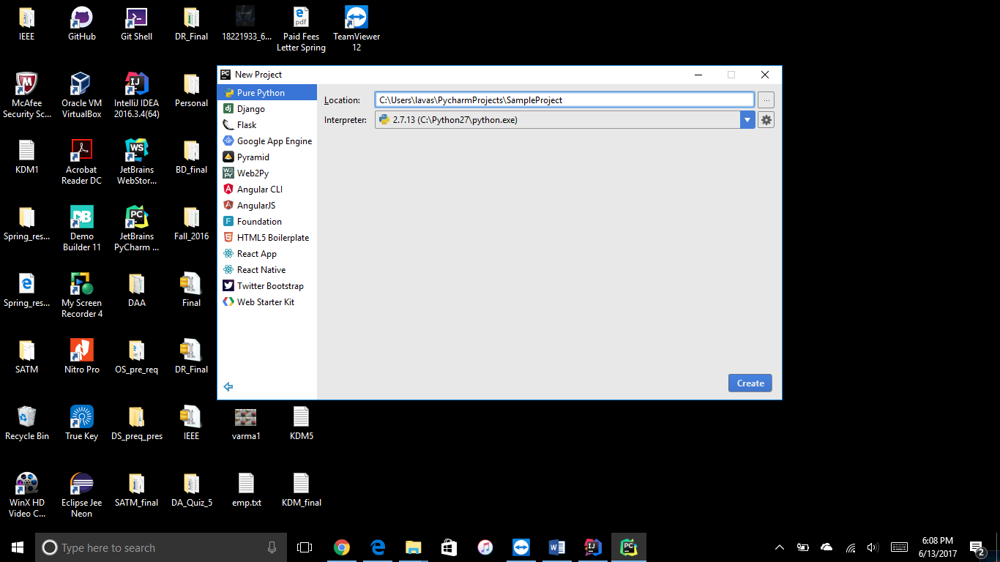 IEEE
GitHub
Git Shell
DR_Final
18221933_6...
Paid Fees
Letter Spring
pdf
TeamViewer
12
McAfee
Security Sc...
Oracle VM
VirtualBox
IntelliJ IDEA
2016.3.4(64)
Personal
KDM1
Acrobat
Reader DC
JetBrains
WebStor...
BD_final
Spring_res...
Demo
Builder 11
JetBrains
PyCharm ...
Fall_2016
Spring_res...
My Screen
Recorder 4
DAA
Final
SATM
Nitro Pro
OS_pre_req
DR_Final
Recycle Bin
True Key
DS_preq_pres
IEEE
varma1
KDM5
WinX HD
Video C...
Eclipse Jee
Neon
SATM_final
DA_Quiz_5
emp.txt
KDM_final
New Project
Pure Python
Django
Flask
Google App Engine
Pyramid
Web2Py
Angular CLI
AngularJS
Foundation
HTML5 Boilerplate
React App
React Native
Twitter Bootstrap
Web Starter Kit
Location:
C:\Users\lavas\PycharmProjects\SampleProject
...
Interpreter:
2.7.13 (C:\Python27\python.exe)
Create
Type here to search
6:08 PM
6/13/2017
2